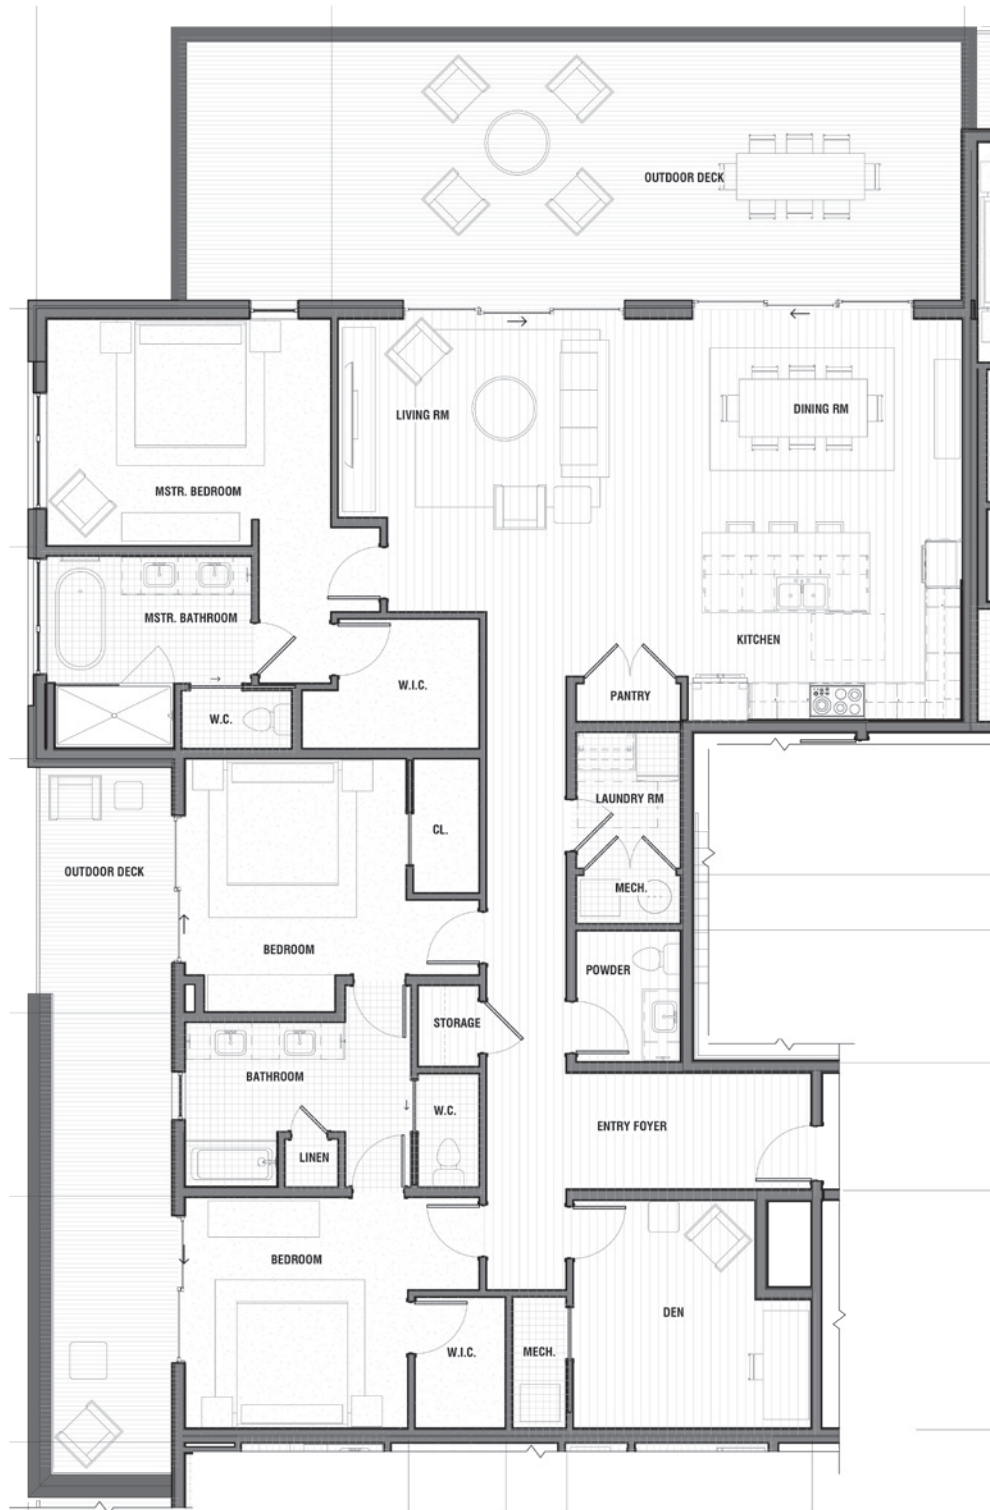 OUTDOOR DECK
LIVING RM
DINING RM
MSTR. BEDROOM
MSTR. BATHROOM
KITCHEN
W.I.C.
PANTRY
W.C.
LAUNDRY RM
CL.
OUTDOOR DECK
MECH.
BEDROOM
POWDER
STORAGE
BATHROOM
W.C.
ENTRY FOYER
LINEN
BEDROOM
DEN
W.I.C.
MECH.